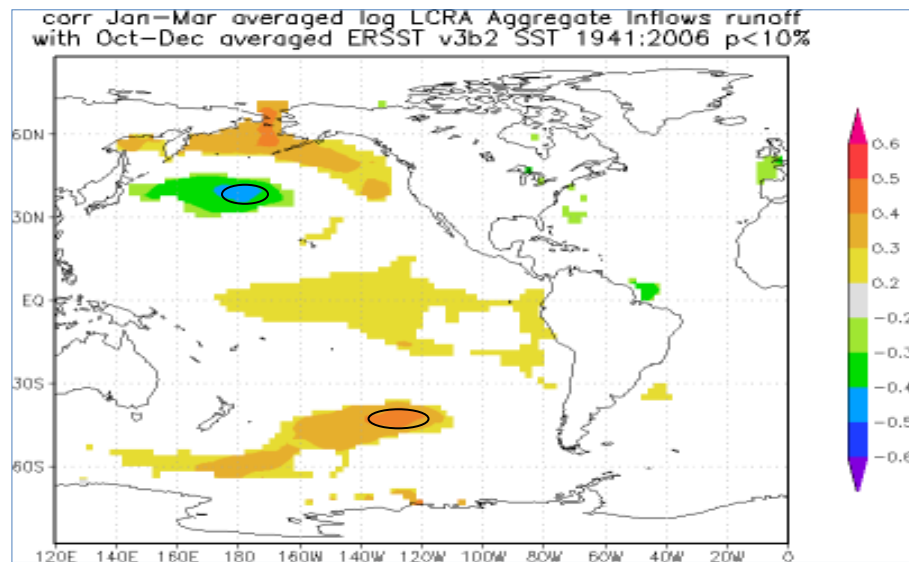 corr Jan-Mar averaged log LCRA Aggregate Inflows runoff
with Oct-Dec averaged ERSST v3b2 SST 1941:2006 p<10%
60N
30N
EQ
30S
60S
120E 140E 160E 180 160W 140W 120W 100W 80W 60W 40W 20W 0
0.6
0.5
0.4
0.3
0.2
-0.2
-0.3
-0.4
-0.5
-0.6